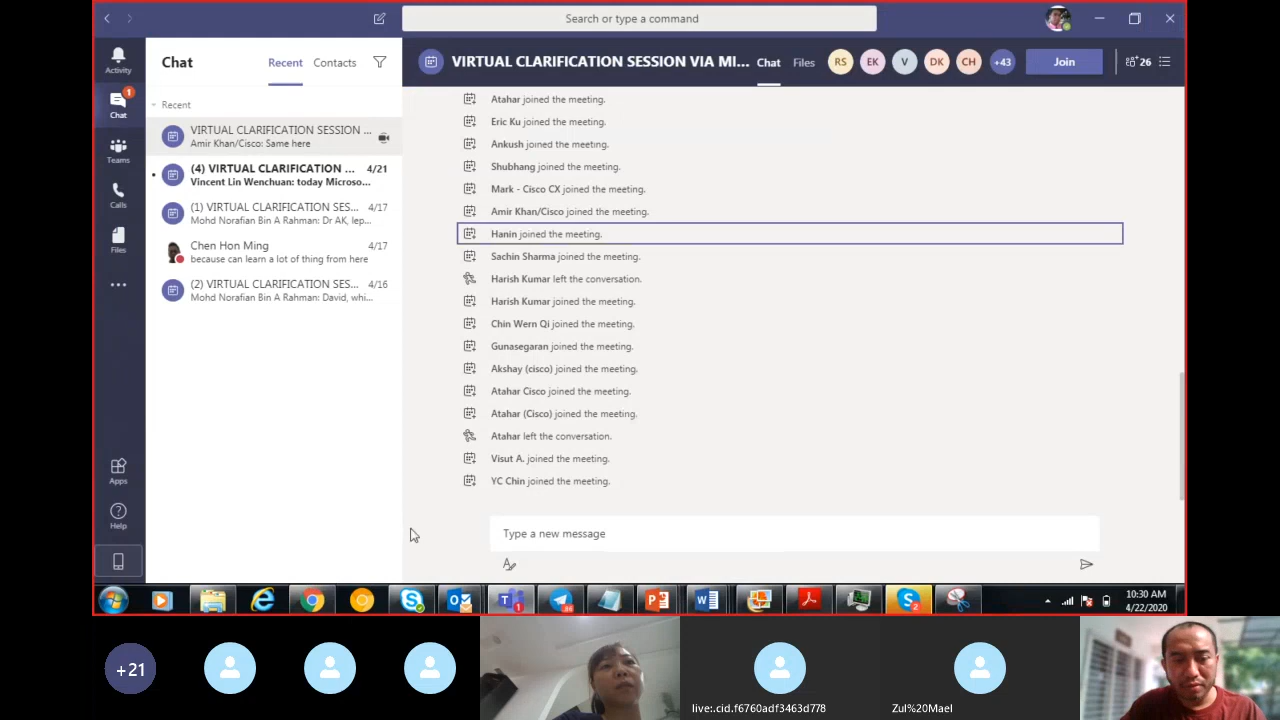 Search or type a command
Activity
1
Chat
Teams
Calls
Files
Apps
Help
Chat
Recent
Contacts
Recent
VIRTUAL CLARIFICATION SESSION ...
Amir Khan/Cisco: Same here
(4) VIRTUAL CLARIFICATION ... 4/21
Vincent Lin Wenchuan: today Microso...
(1) VIRTUAL CLARIFICATION SES... 4/17
Mohd Norafian Bin A Rahman: Dr AK, lep...
Chen Hon Ming 4/17
because can learn a lot of thing from here
(2) VIRTUAL CLARIFICATION SES... 4/16
Mohd Norafian Bin A Rahman: David, whi...
VIRTUAL CLARIFICATION SESSION VIA MI... Chat Files RS EK V DK CH +43 Join 26
Atahar joined the meeting.
Eric Ku joined the meeting.
Ankush joined the meeting.
Shubhang joined the meeting.
Mark - Cisco CX joined the meeting.
Amir Khan/Cisco joined the meeting.
Hanin joined the meeting.
Sachin Sharma joined the meeting.
Harish Kumar left the conversation.
Harish Kumar joined the meeting.
Chin Wern Qi joined the meeting.
Gunasegaran joined the meeting.
Akshay (cisco) joined the meeting.
Atahar Cisco joined the meeting.
Atahar (Cisco) joined the meeting.
Atahar left the conversation.
Visut A. joined the meeting.
YC Chin joined the meeting.
Type a new message
10:30 AM
4/22/2020
+21
live:.cid.f6760adf3463d778
Zul%20Mael